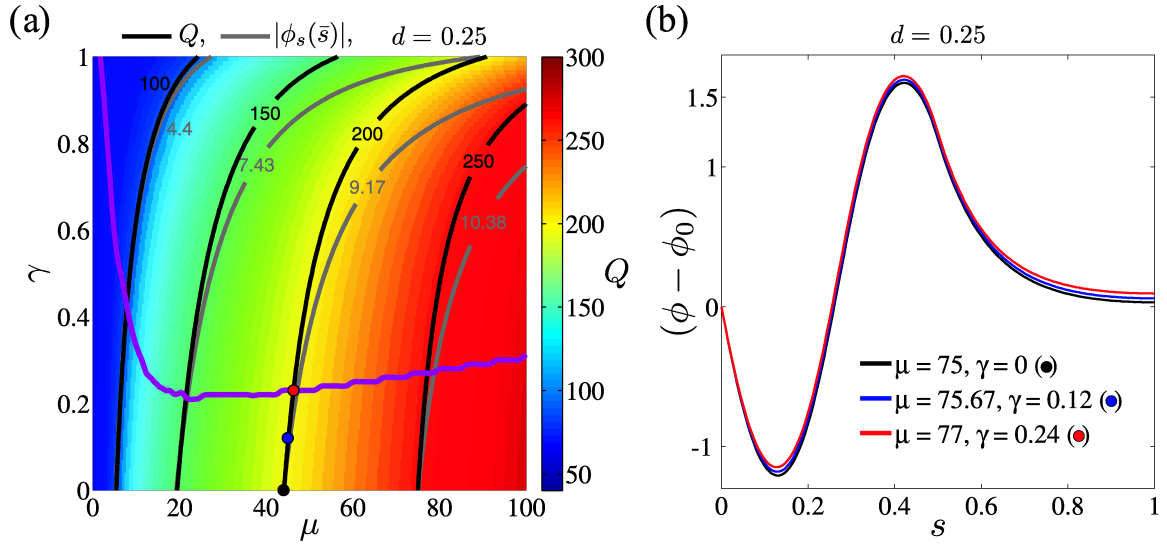 (a)
Q, |ϕₛ(s̄)|, d = 0.25
1
0.8
0.6
0.4
0.2
0
γ
100
150
200
250
4.4
7.43
9.17
10.38
0 20 40 60 80 100
μ
300
250
200
150
100
50
Q
(b)
d = 0.25
1.5
1
0
-1
(ϕ − ϕ₀)
μ = 75, γ = 0 ( )
μ = 75.67, γ = 0.12 ( )
μ = 77, γ = 0.24 ( )
0 0.2 0.4 0.6 0.8 1
s